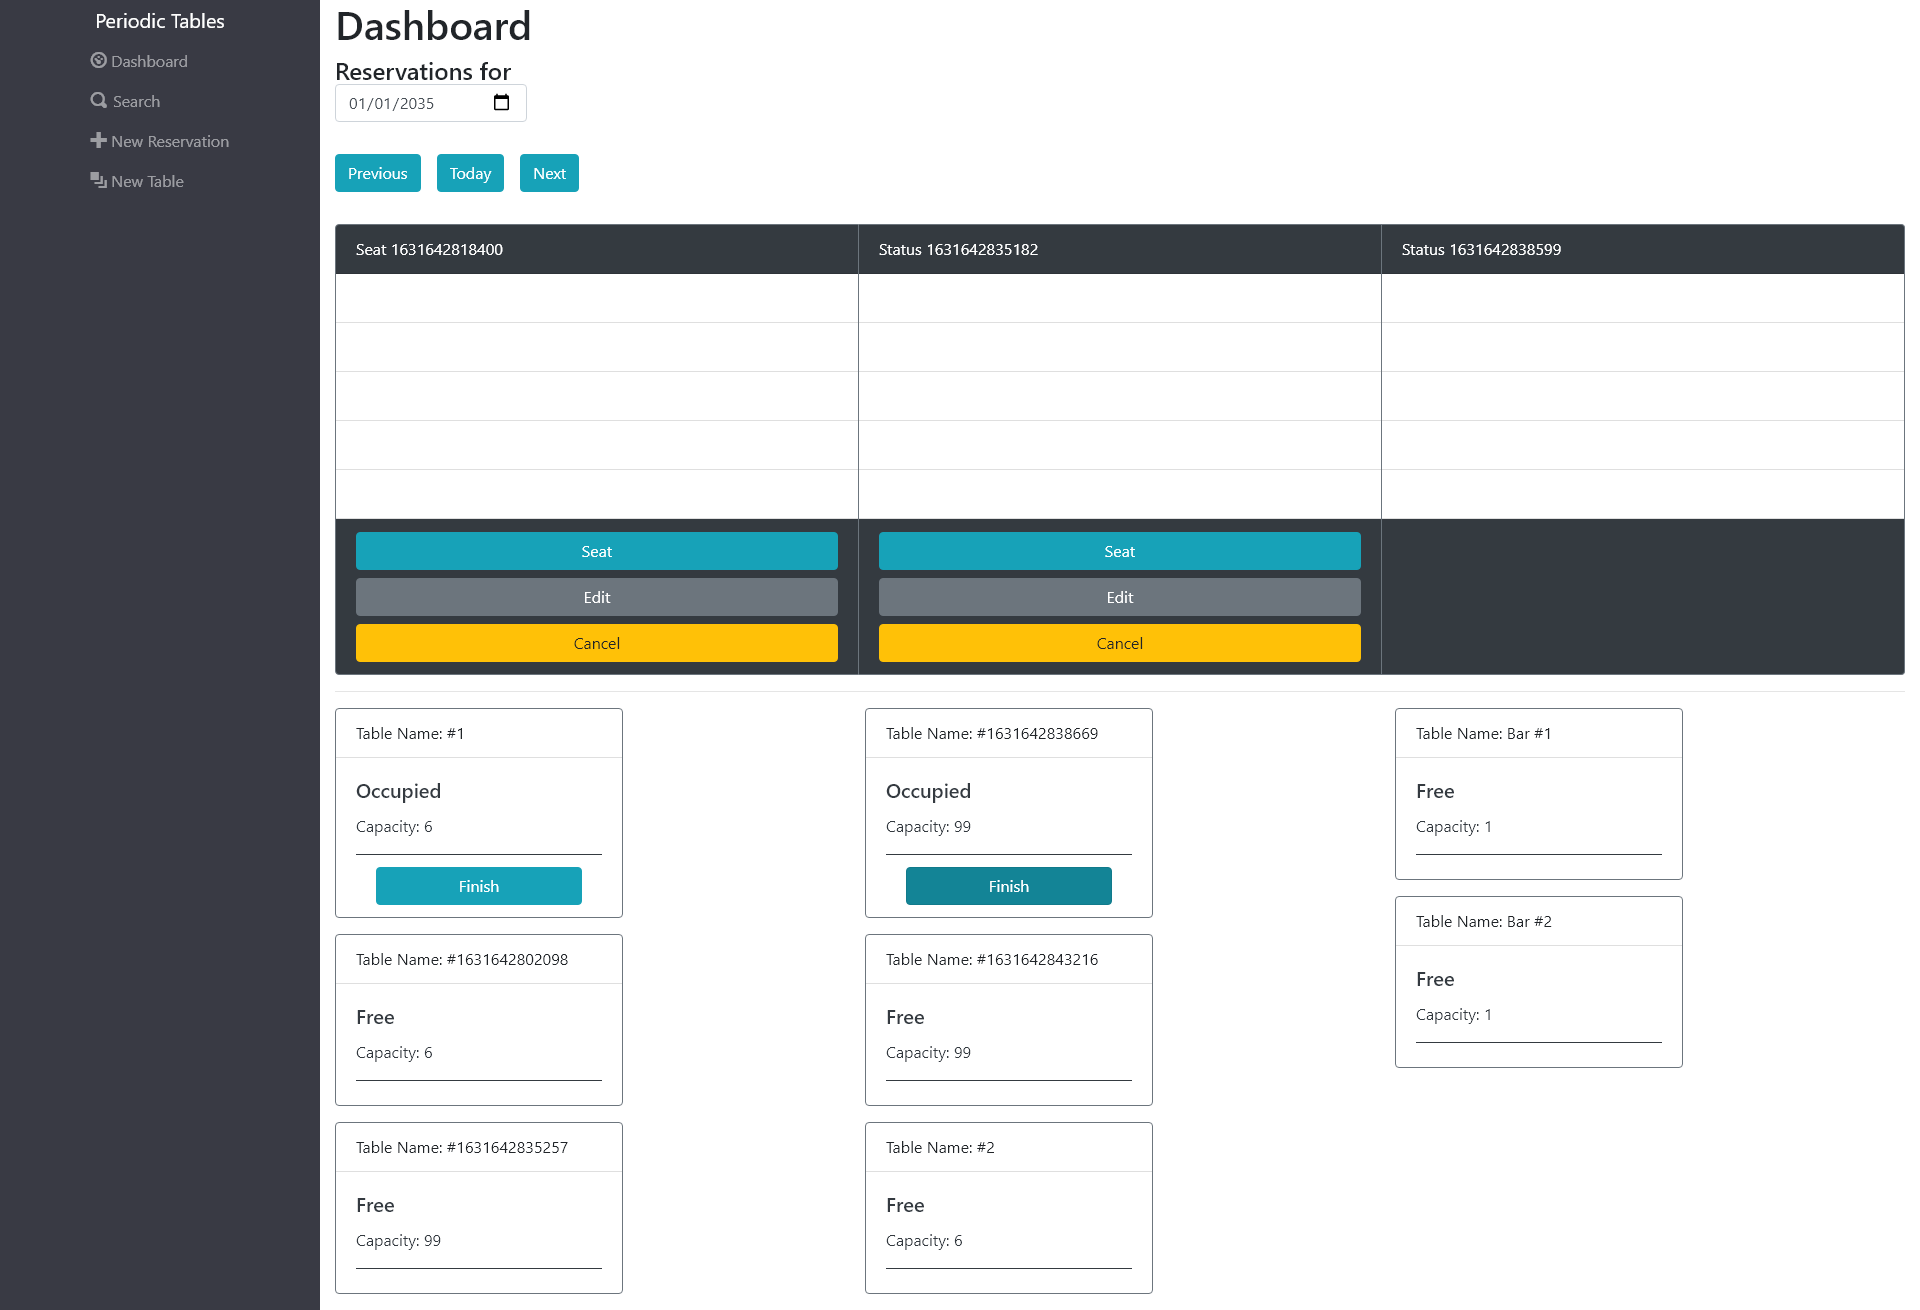 Periodic Tables
Dashboard
Search
New Reservation
New Table
Dashboard
Reservations for
01/01/2035
Previous
Today
Next
Seat 1631642818400
Seat
Edit
Cancel
Status 1631642835182
Seat
Edit
Cancel
Status 1631642838599
Table Name: #1
Occupied
Capacity: 6
Finish
Table Name: #1631642802098
Free
Capacity: 6
Table Name: #1631642835257
Free
Capacity: 99
Table Name: #1631642838669
Occupied
Capacity: 99
Finish
Table Name: #1631642843216
Free
Capacity: 99
Table Name: #2
Free
Capacity: 6
Table Name: Bar #1
Free
Capacity: 1
Table Name: Bar #2
Free
Capacity: 1